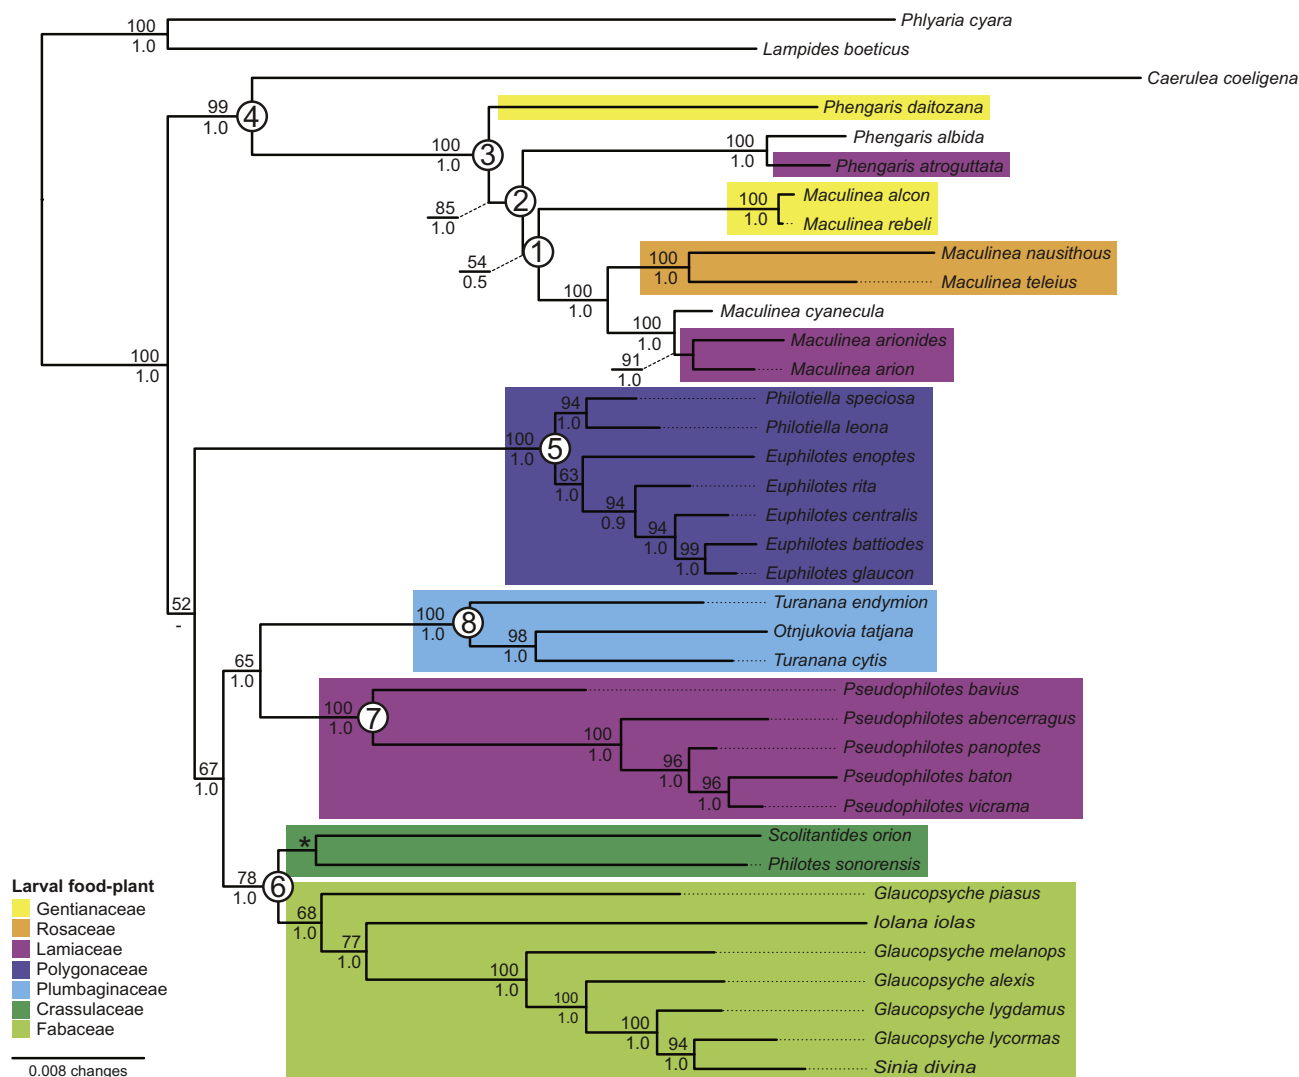 Phlyaria cyara
100
1.0
Lampides boeticus
Caerulea coeligena
99
1.0
4
Phengaris daitozana
100
1.0
3
Phengaris albida
100
1.0
Phengaris atroguttata
85
1.0
2
Maculinea alcon
100
1.0
Maculinea rebeli
54
0.5
1
Maculinea nausithous
100
1.0
Maculinea teleius
100
1.0
Maculinea cyanecula
100
1.0
Maculinea arionides
91
1.0
Maculinea arion
100
1.0
Philotiella speciosa
94
1.0
Philotiella leona
100
1.0
5
Euphilotes enoptes
63
1.0
Euphilotes rita
94
0.9
Euphilotes centralis
94
1.0
Euphilotes battiodes
99
1.0
Euphilotes glaucon
52
-
Turanana endymion
100
1.0
8
Otnjukovia tatjana
98
1.0
Turanana cytis
65
1.0
Pseudophilotes bavius
100
1.0
7
Pseudophilotes abencerragus
100
1.0
Pseudophilotes panoptes
96
1.0
Pseudophilotes baton
96
1.0
Pseudophilotes vicrama
67
1.0
Scolitantides orion
*
Philotes sonorensis
78
1.0
6
Glaucopsyche piasus
68
1.0
Iolana iolas
77
1.0
Glaucopsyche melanops
100
1.0
Glaucopsyche alexis
100
1.0
Glaucopsyche lygdamus
100
1.0
Glaucopsyche lycormas
94
1.0
Sinia divina
Larval food-plant
Gentianaceae
Rosaceae
Lamiaceae
Polygonaceae
Plumbaginaceae
Crassulaceae
Fabaceae
0.008 changes